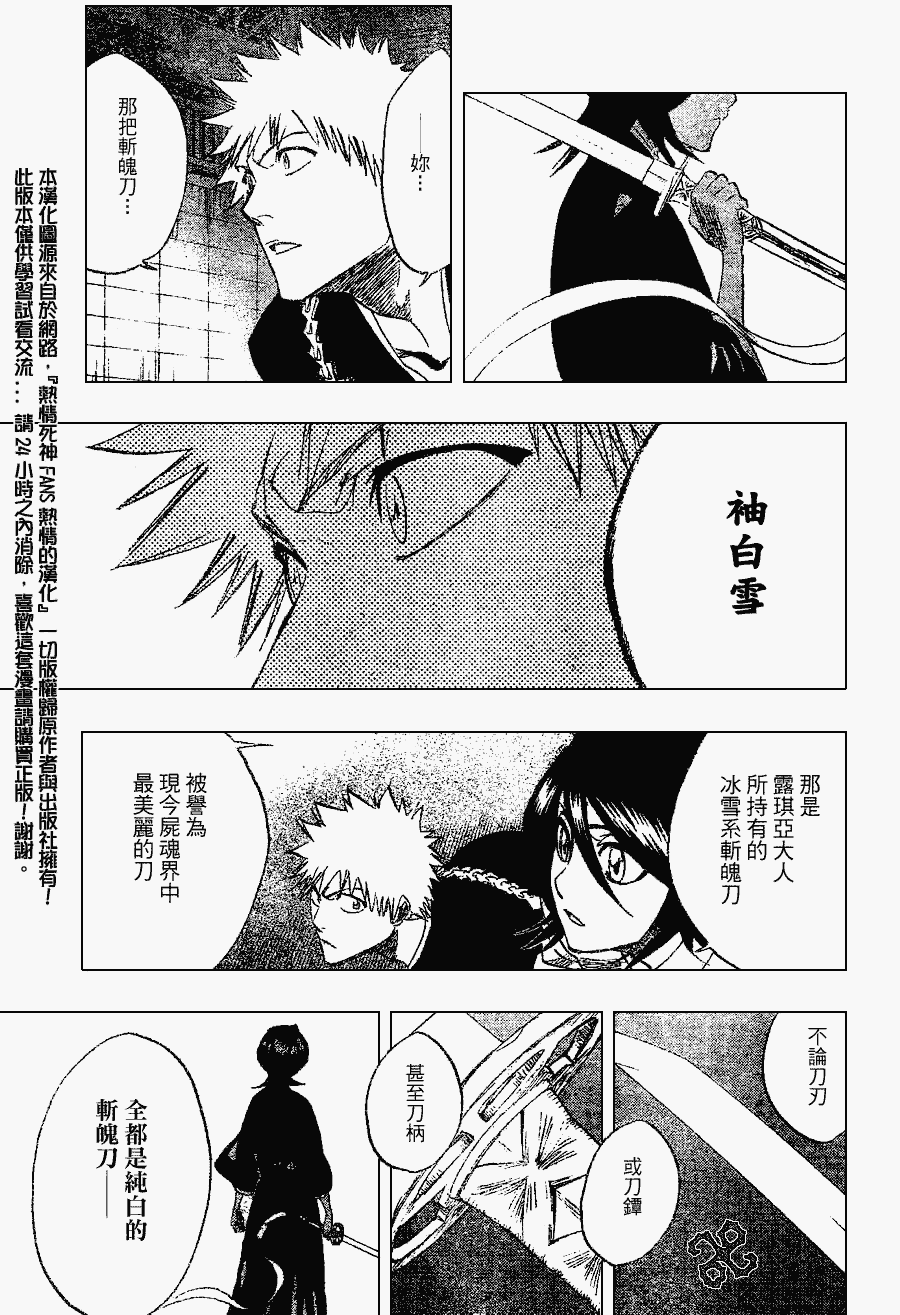 ——妳…
那把斬魄刀…
袖白雪
那是
露琪亞大人
所持有的
冰雪系斬魄刀
被譽為
現今屍魂界中
最美麗的刀
不論刀刃
或刀鐔
甚至刀柄
全都是純白的
斬魄刀——
本漢化圖源來自於網路，『熱情死神 FANS 熱情的漢化』一切版權歸原作者與出版社擁有！
此版本僅供學習試看交流... 請 24 小時之內消除，喜歡這套漫畫請購買正版！謝謝。